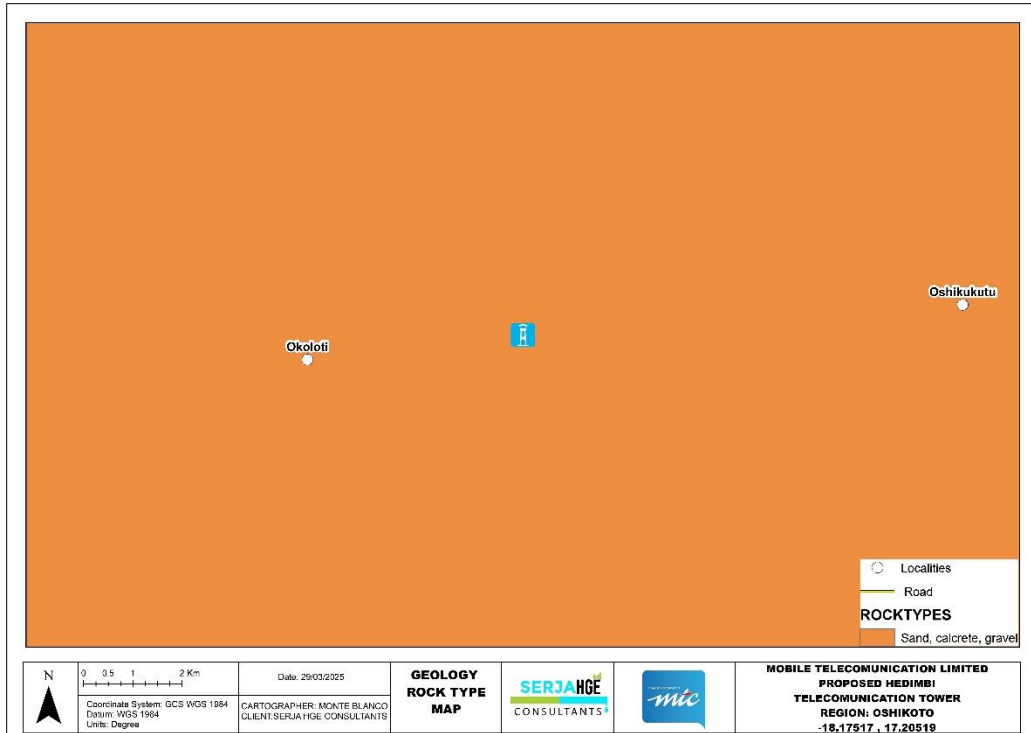 Oshikukutu
Okoloti
Localities
Road
ROCKTYPES
Sand, calcrete, gravel
N
0 0.5 1 2 Km
Coordinate System: GCS WGS 1984
Datum: WGS 1984
Units: Degree
Date: 29/03/2025
CARTOGRAPHER: MONTE BLANCO
CLIENT:SERJA HGE CONSULTANTS
GEOLOGY
ROCK TYPE
MAP
SERJAHGE
CONSULTANTS
mtc
MOBILE TELECOMUNICATION LIMITED
PROPOSED HEDIMBI
TELECOMUNICATION TOWER
REGION: OSHIKOTO
-18.17517 , 17.20519